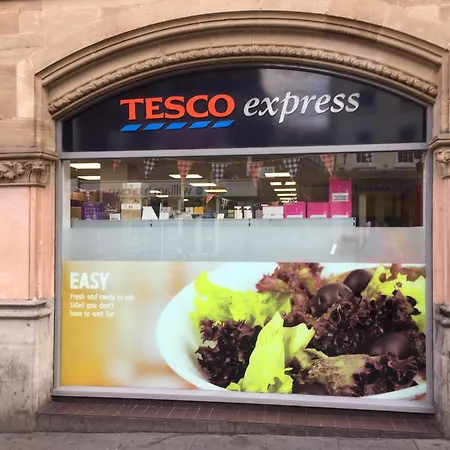 TESCO express
EASY
Fresh and ready to eat,
salad you don't
have to wait for